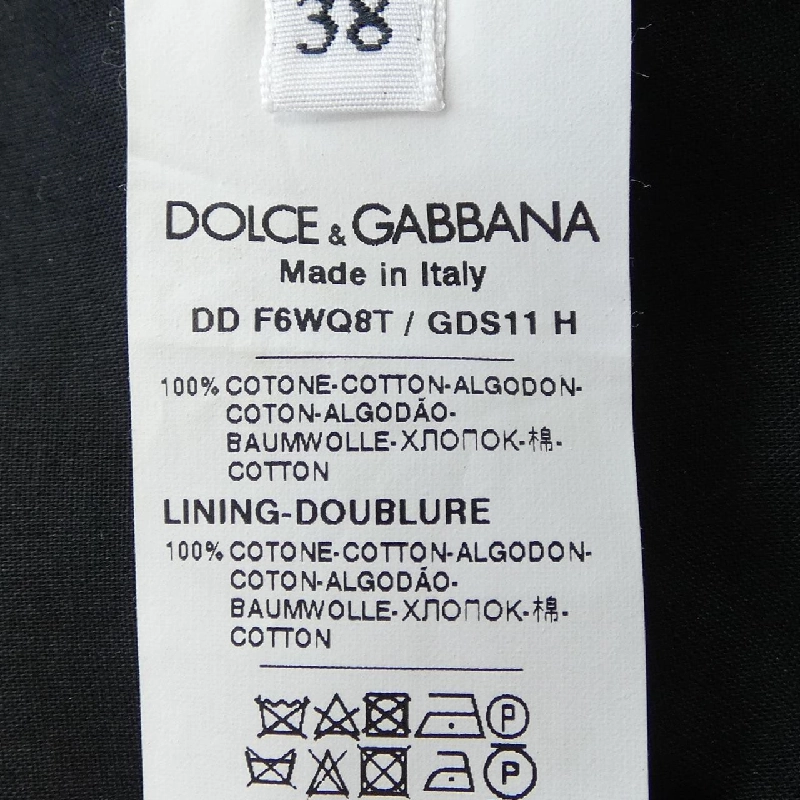 38
DOLCE & GABBANA
Made in Italy
DD F6WQ8T / GDS11 H
100% COTONE-COTTON-ALGODON-
COTON-ALGODÃO-
BAUMWOLLE-ХЛОПОК-棉-
COTTON
LINING-DOUBLURE
100% COTONE-COTTON-ALGODON-
COTON-ALGODÃO-
BAUMWOLLE-ХЛОПОК-棉-
COTTON
P
P